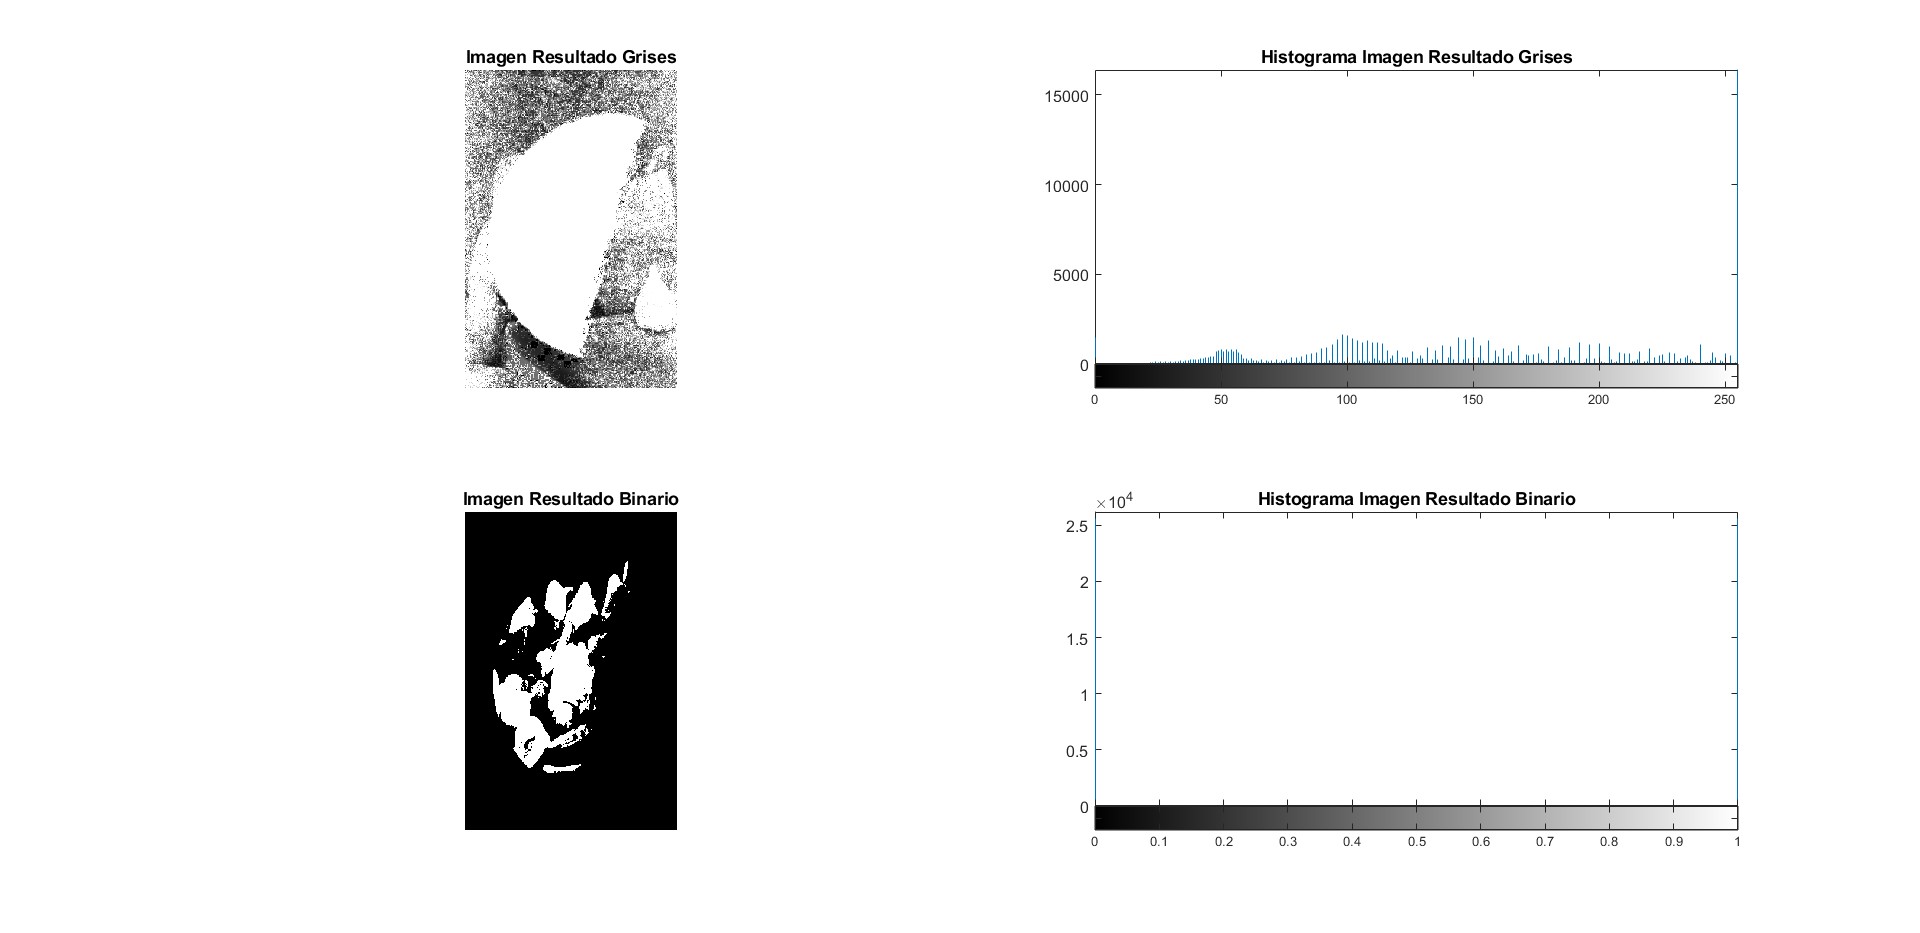 Imagen Resultado Grises
Histograma Imagen Resultado Grises
15000
10000
5000
0
0 50 100 150 200 250
Imagen Resultado Binario
Histograma Imagen Resultado Binario
×10^4
2.5
2
1.5
1
0.5
0
0 0.1 0.2 0.3 0.4 0.5 0.6 0.7 0.8 0.9 1